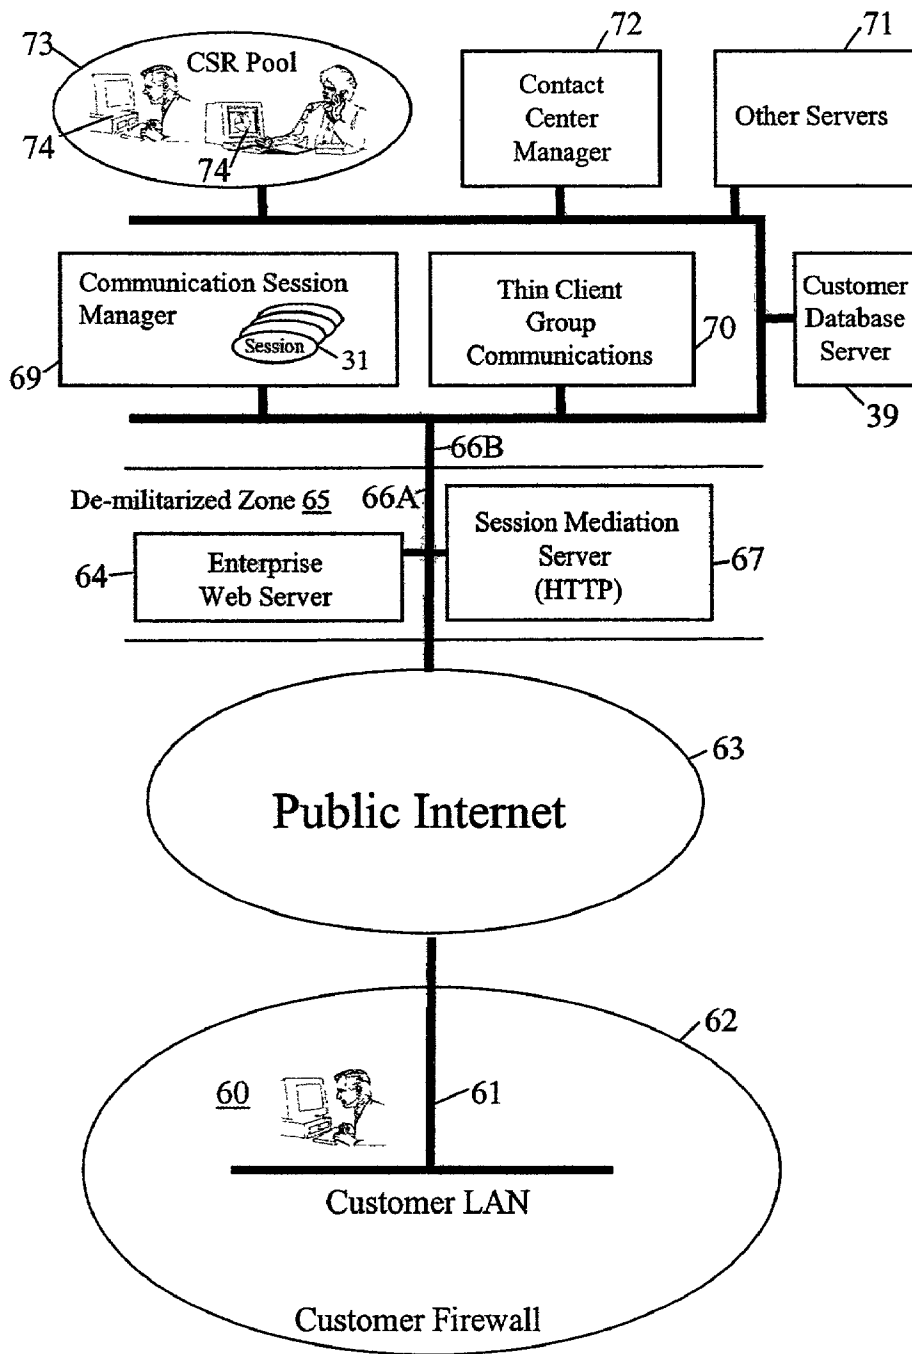 73
CSR Pool
74
74
72
Contact
Center
Manager
71
Other Servers
Communication Session
Manager
Session
31
69
Thin Client
Group
Communications
70
Customer
Database
Server
39
66B
De-militarized Zone 65
66A
64
Enterprise
Web Server
Session Mediation
Server
(HTTP)
67
63
Public Internet
62
60
61
Customer LAN
Customer Firewall